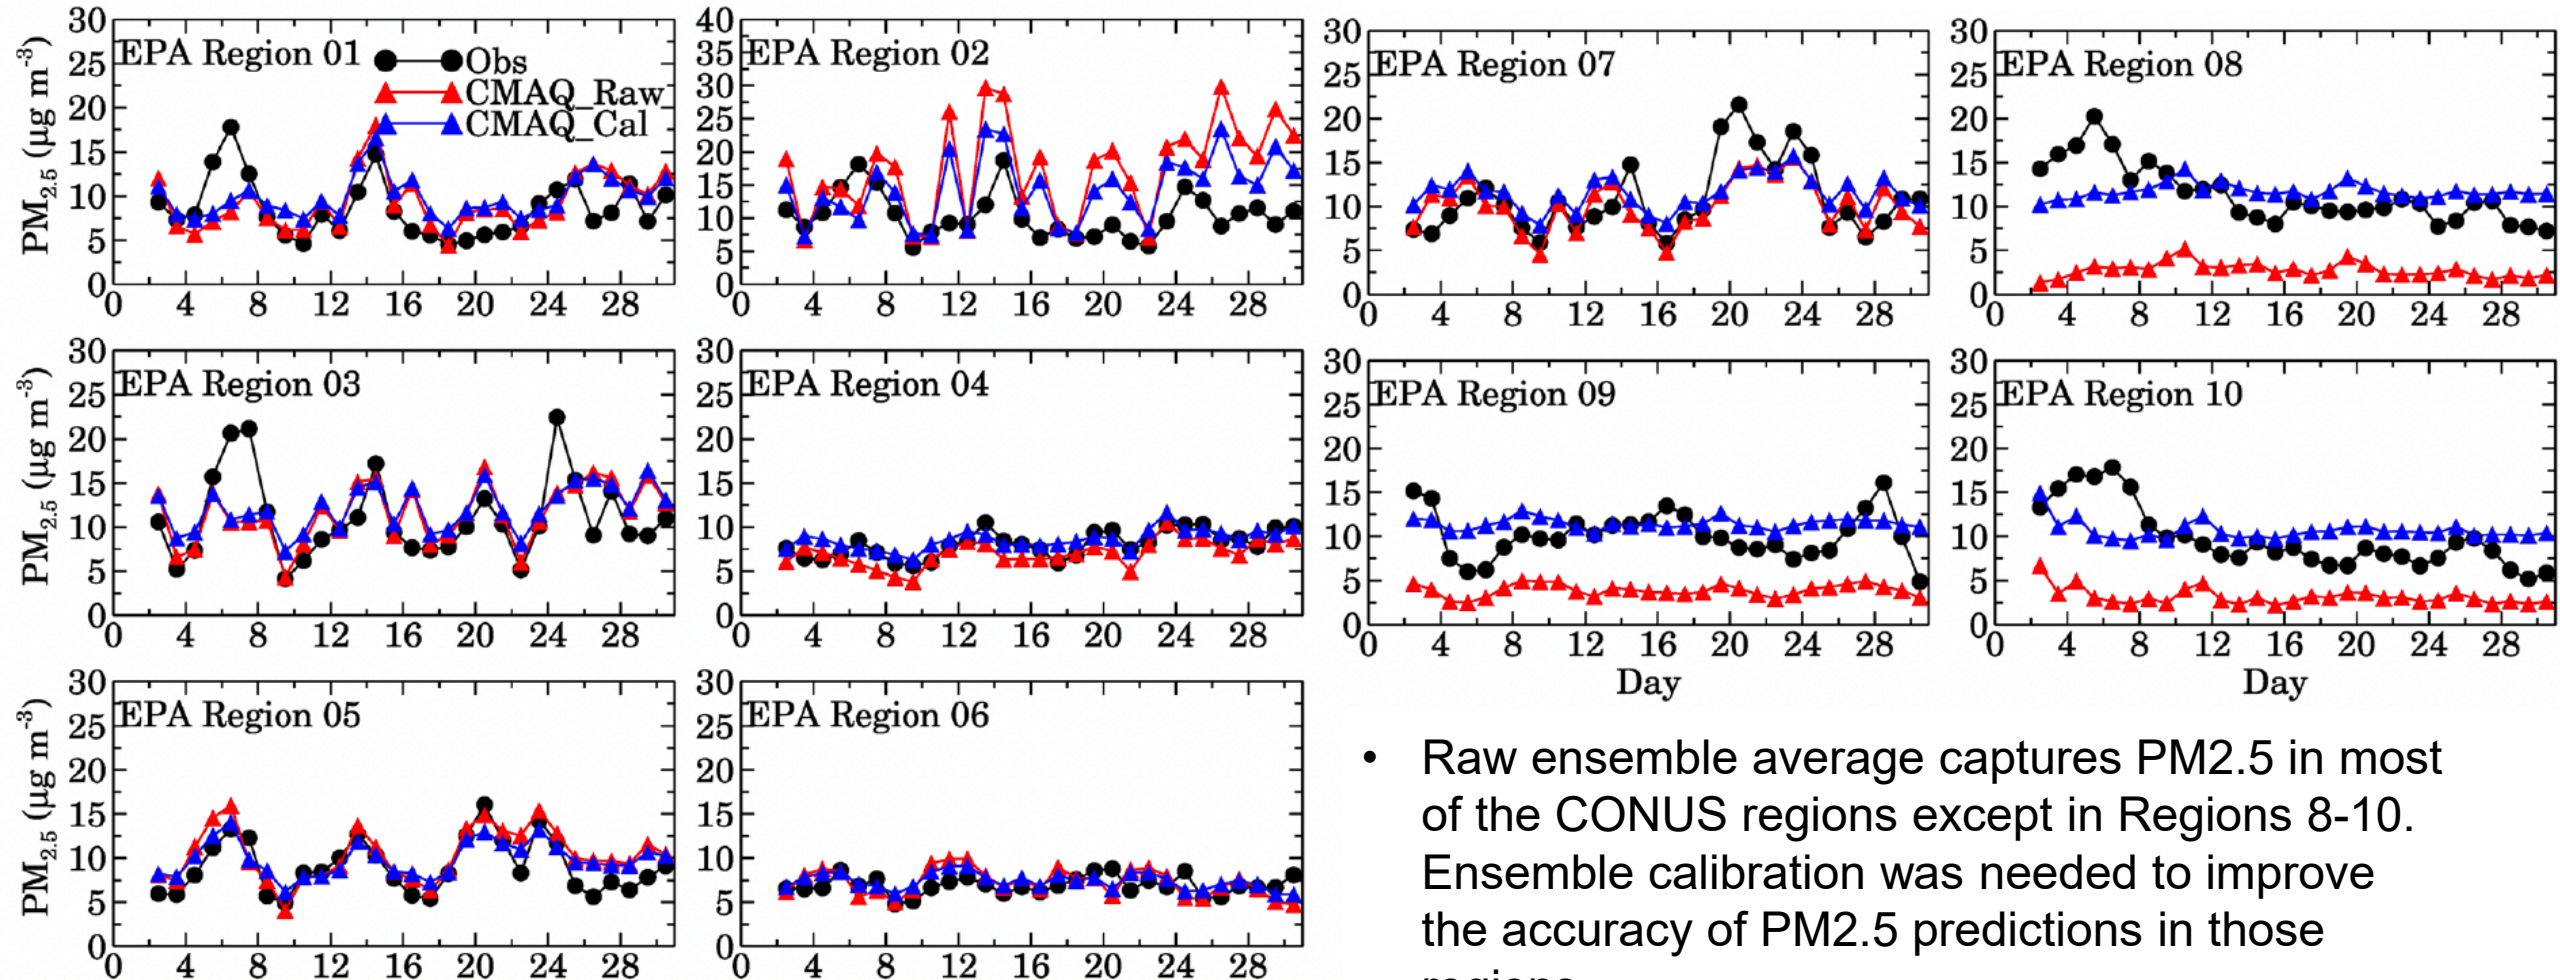 EPA Region 01
Obs
CMAQ_Raw
CMAQ_Cal
PM2.5 (µg m-3)
30
25
20
15
10
5
0
0 4 8 12 16 20 24 28
EPA Region 02
40
35
30
25
20
15
10
5
0
0 4 8 12 16 20 24 28
EPA Region 07
30
25
20
15
10
5
0
0 4 8 12 16 20 24 28
EPA Region 08
30
25
20
15
10
5
0
0 4 8 12 16 20 24 28
EPA Region 03
PM2.5 (µg m-3)
30
25
20
15
10
5
0
0 4 8 12 16 20 24 28
EPA Region 04
30
25
20
15
10
5
0
0 4 8 12 16 20 24 28
EPA Region 09
30
25
20
15
10
5
0
0 4 8 12 16 20 24 28
Day
EPA Region 10
30
25
20
15
10
5
0
0 4 8 12 16 20 24 28
Day
EPA Region 05
PM2.5 (µg m-3)
30
25
20
15
10
5
0
0 4 8 12 16 20 24 28
EPA Region 06
30
25
20
15
10
5
0
0 4 8 12 16 20 24 28
• Raw ensemble average captures PM2.5 in most
of the CONUS regions except in Regions 8-10.
Ensemble calibration was needed to improve
the accuracy of PM2.5 predictions in those